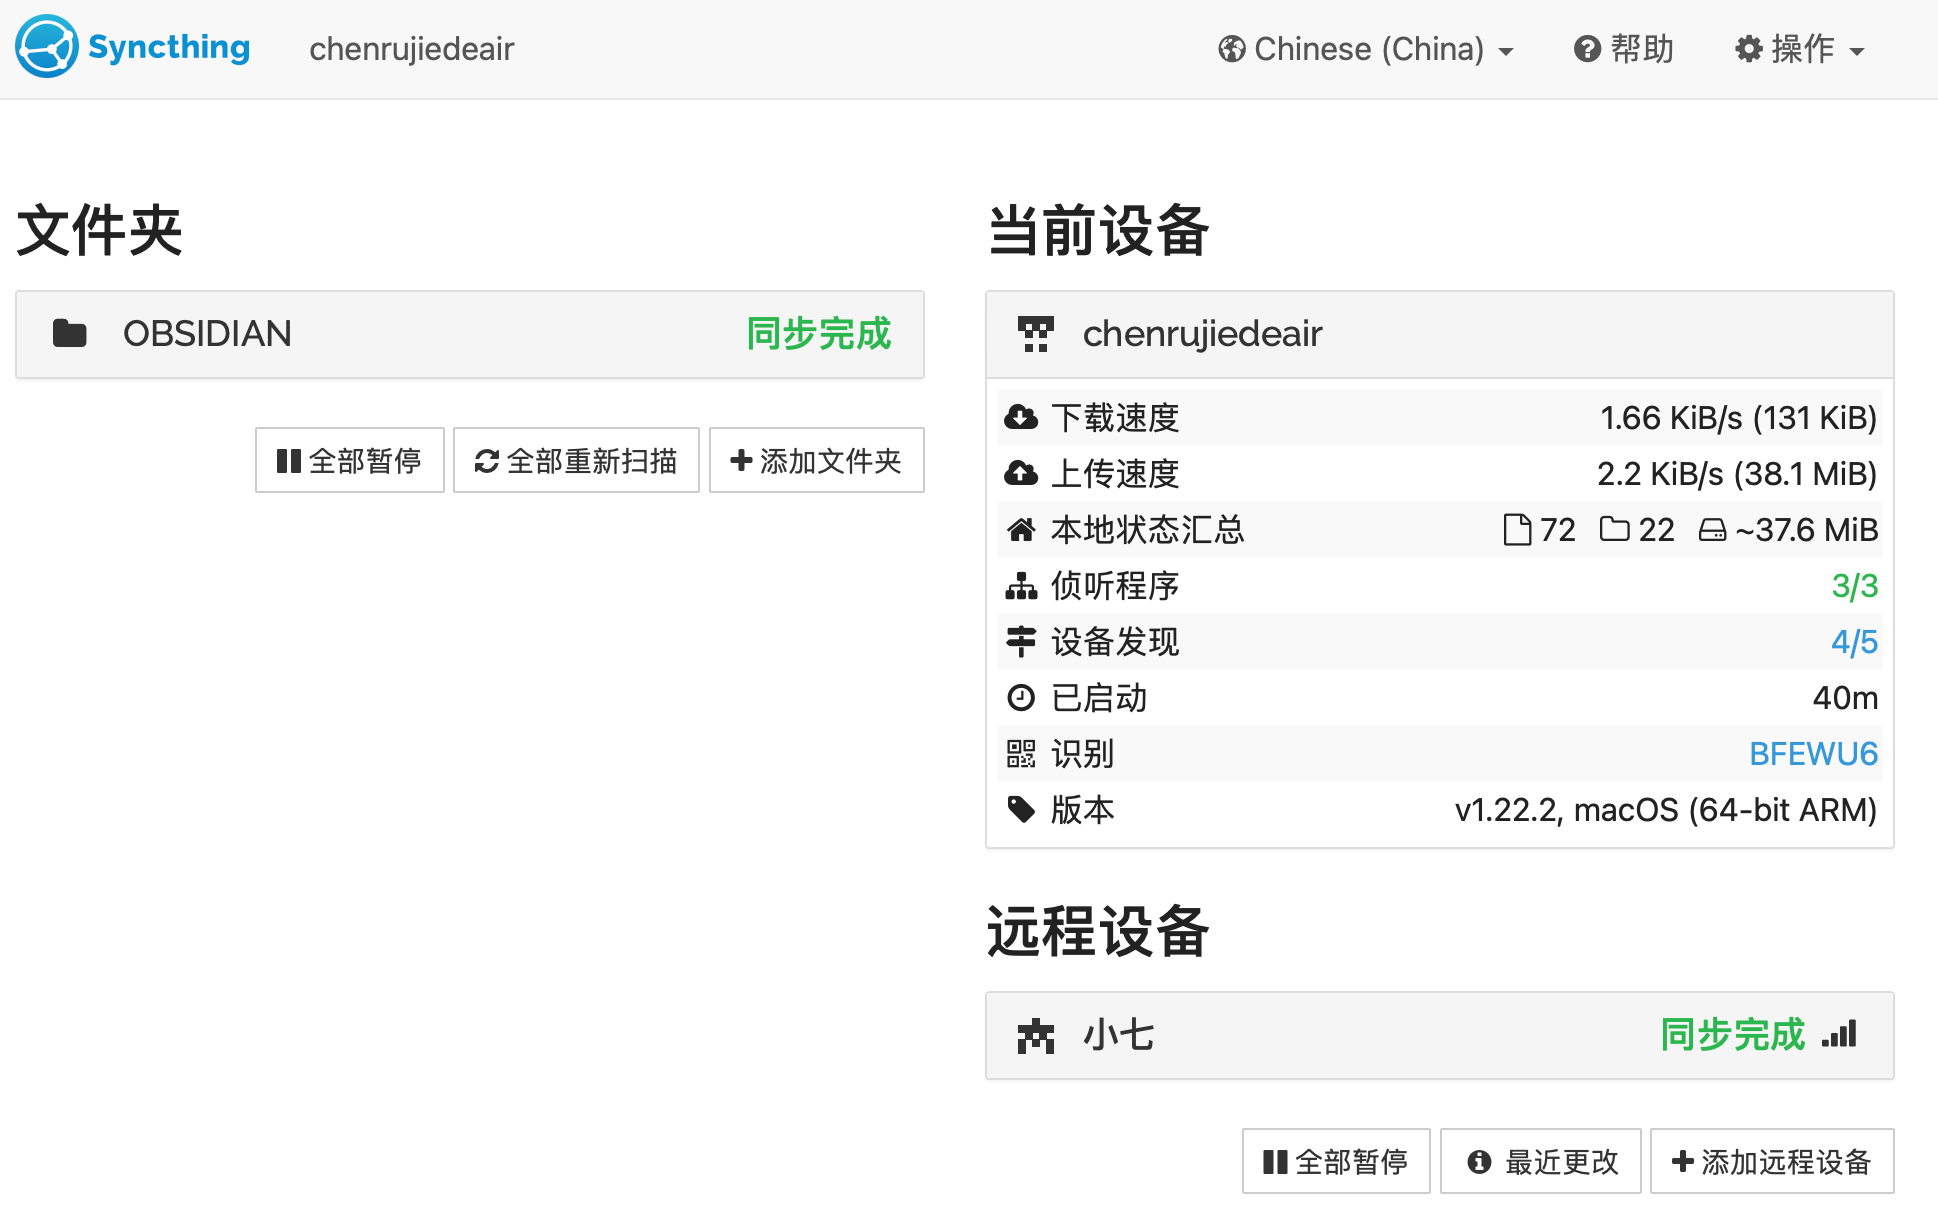 Syncthing chenrujiedeair Chinese (China) 帮助 操作
文件夹
OBSIDIAN 同步完成
全部暂停 全部重新扫描 添加文件夹
当前设备
chenrujiedeair
下载速度 1.66 KiB/s (131 KiB)
上传速度 2.2 KiB/s (38.1 MiB)
本地状态汇总 72 22 ~37.6 MiB
侦听程序 3/3
设备发现 4/5
已启动 40m
识别 BFEWU6
版本 v1.22.2, macOS (64-bit ARM)
远程设备
小七 同步完成
全部暂停 最近更改 添加远程设备